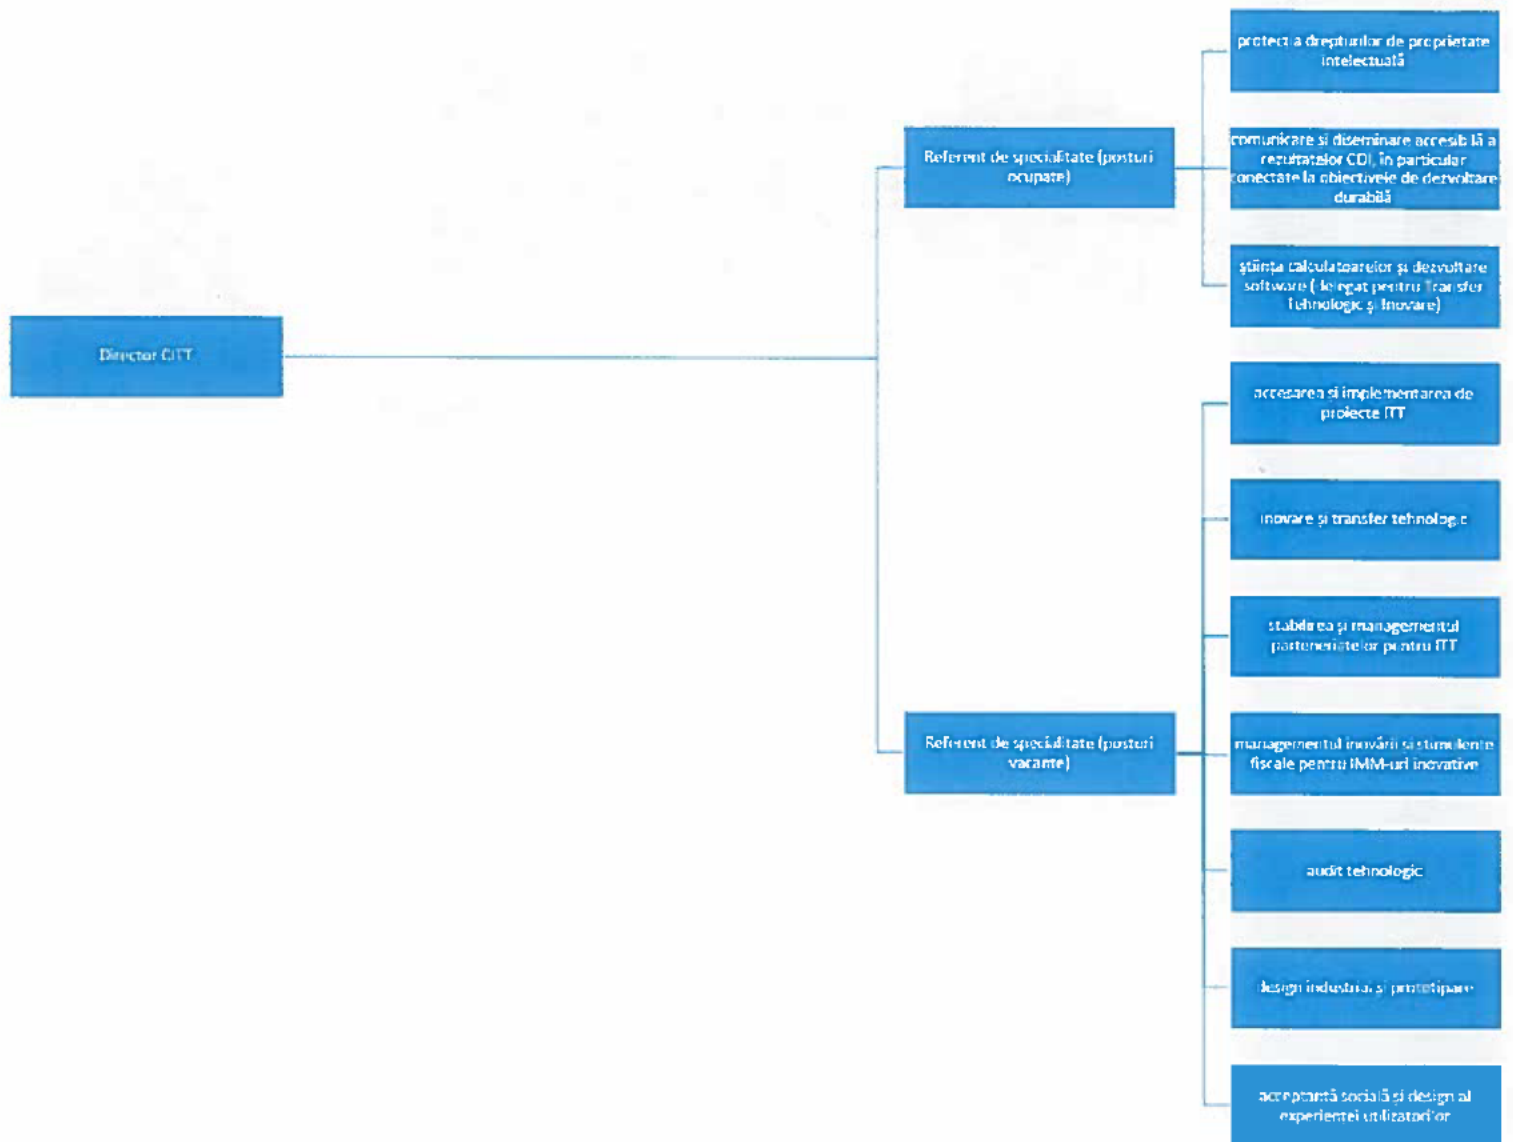 Director CITT
Referent de specialitate (posturi
ocupate)
protecția drepturilor de proprietate
intelectuală
comunicare și diseminare accesibilă a
rezultatelor CDI, în particular
conectate la obiectivele de dezvoltare
durabilă
știința calculatoarelor și dezvoltare
software (delegat pentru Transfer
Tehnologic și Inovare)
Referent de specialitate (posturi
vacante)
accesarea și implementarea de
proiecte ITT
inovare și transfer tehnologic
stabilirea și managementul
parteneriatelor pentru ITT
managementul inovării și stimulente
fiscale pentru IMM-uri inovative
audit tehnologic
design industrial și prototipare
acceptanță socială și design al
experienței utilizatorilor